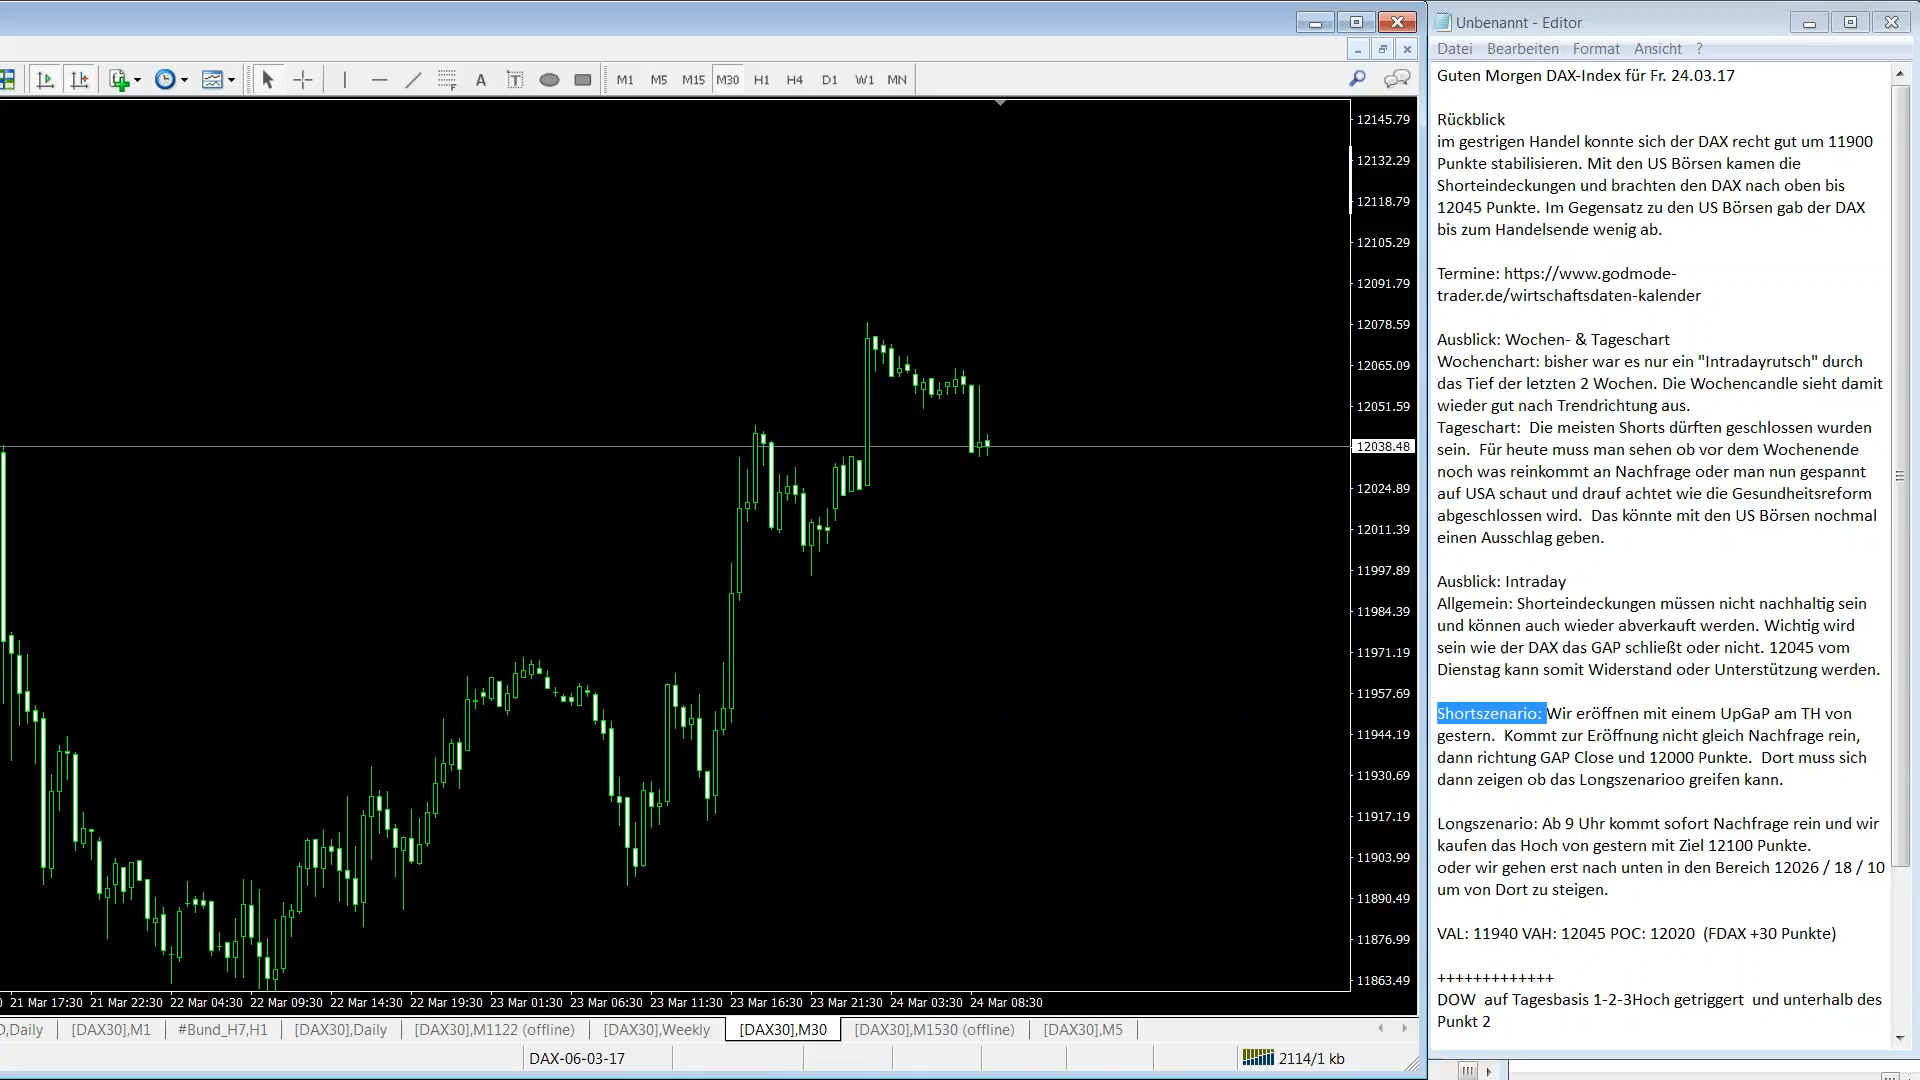 Unbenannt - Editor
Datei Bearbeiten Format Ansicht ?
M1 M5 M15 M30 H1 H4 D1 W1 MN
12145.79
12132.29
12118.79
12105.29
12091.79
12078.59
12065.09
12051.59
12038.48
12024.89
12011.39
11997.89
11984.39
11971.19
11957.69
11944.19
11930.69
11917.19
11903.99
11890.49
11876.99
11863.49
21 Mar 17:30 21 Mar 22:30 22 Mar 04:30 22 Mar 09:30 22 Mar 14:30 22 Mar 19:30 23 Mar 01:30 23 Mar 06:30 23 Mar 11:30 23 Mar 16:30 23 Mar 21:30 24 Mar 03:30 24 Mar 08:30
,Daily [DAX30],M1 #Bund_H7,H1 [DAX30],Daily [DAX30],M1122 (offline) [DAX30],Weekly [DAX30],M30 [DAX30],M1530 (offline) [DAX30],M5
DAX-06-03-17 2114/1 kb
Guten Morgen DAX-Index für Fr. 24.03.17
Rückblick
im gestrigen Handel konnte sich der DAX recht gut um 11900
Punkte stabilisieren. Mit den US Börsen kamen die
Shorteindeckungen und brachten den DAX nach oben bis
12045 Punkte. Im Gegensatz zu den US Börsen gab der DAX
bis zum Handelsende wenig ab.
Termine: https://www.godmode-
trader.de/wirtschaftsdaten-kalender
Ausblick: Wochen- & Tageschart
Wochenchart: bisher war es nur ein "Intradayrutsch" durch
das Tief der letzten 2 Wochen. Die Wochencandle sieht damit
wieder gut nach Trendrichtung aus.
Tageschart:  Die meisten Shorts dürften geschlossen wurden
sein.  Für heute muss man sehen ob vor dem Wochenende
noch was reinkommt an Nachfrage oder man nun gespannt
auf USA schaut und drauf achtet wie die Gesundheitsreform
abgeschlossen wird.  Das könnte mit den US Börsen nochmal
einen Ausschlag geben.
Ausblick: Intraday
Allgemein: Shorteindeckungen müssen nicht nachhaltig sein
und können auch wieder abverkauft werden. Wichtig wird
sein wie der DAX das GAP schließt oder nicht. 12045 vom
Dienstag kann somit Widerstand oder Unterstützung werden.
Shortszenario: Wir eröffnen mit einem UpGaP am TH von
gestern.  Kommt zur Eröffnung nicht gleich Nachfrage rein,
dann richtung GAP Close und 12000 Punkte.  Dort muss sich
dann zeigen ob das Longszenarioo greifen kann.
Longszenario: Ab 9 Uhr kommt sofort Nachfrage rein und wir
kaufen das Hoch von gestern mit Ziel 12100 Punkte.
oder wir gehen erst nach unten in den Bereich 12026 / 18 / 10
um von Dort zu steigen.
VAL: 11940 VAH: 12045 POC: 12020  (FDAX +30 Punkte)
+++++++++++++
DOW  auf Tagesbasis 1-2-3Hoch getriggert  und unterhalb des
Punkt 2